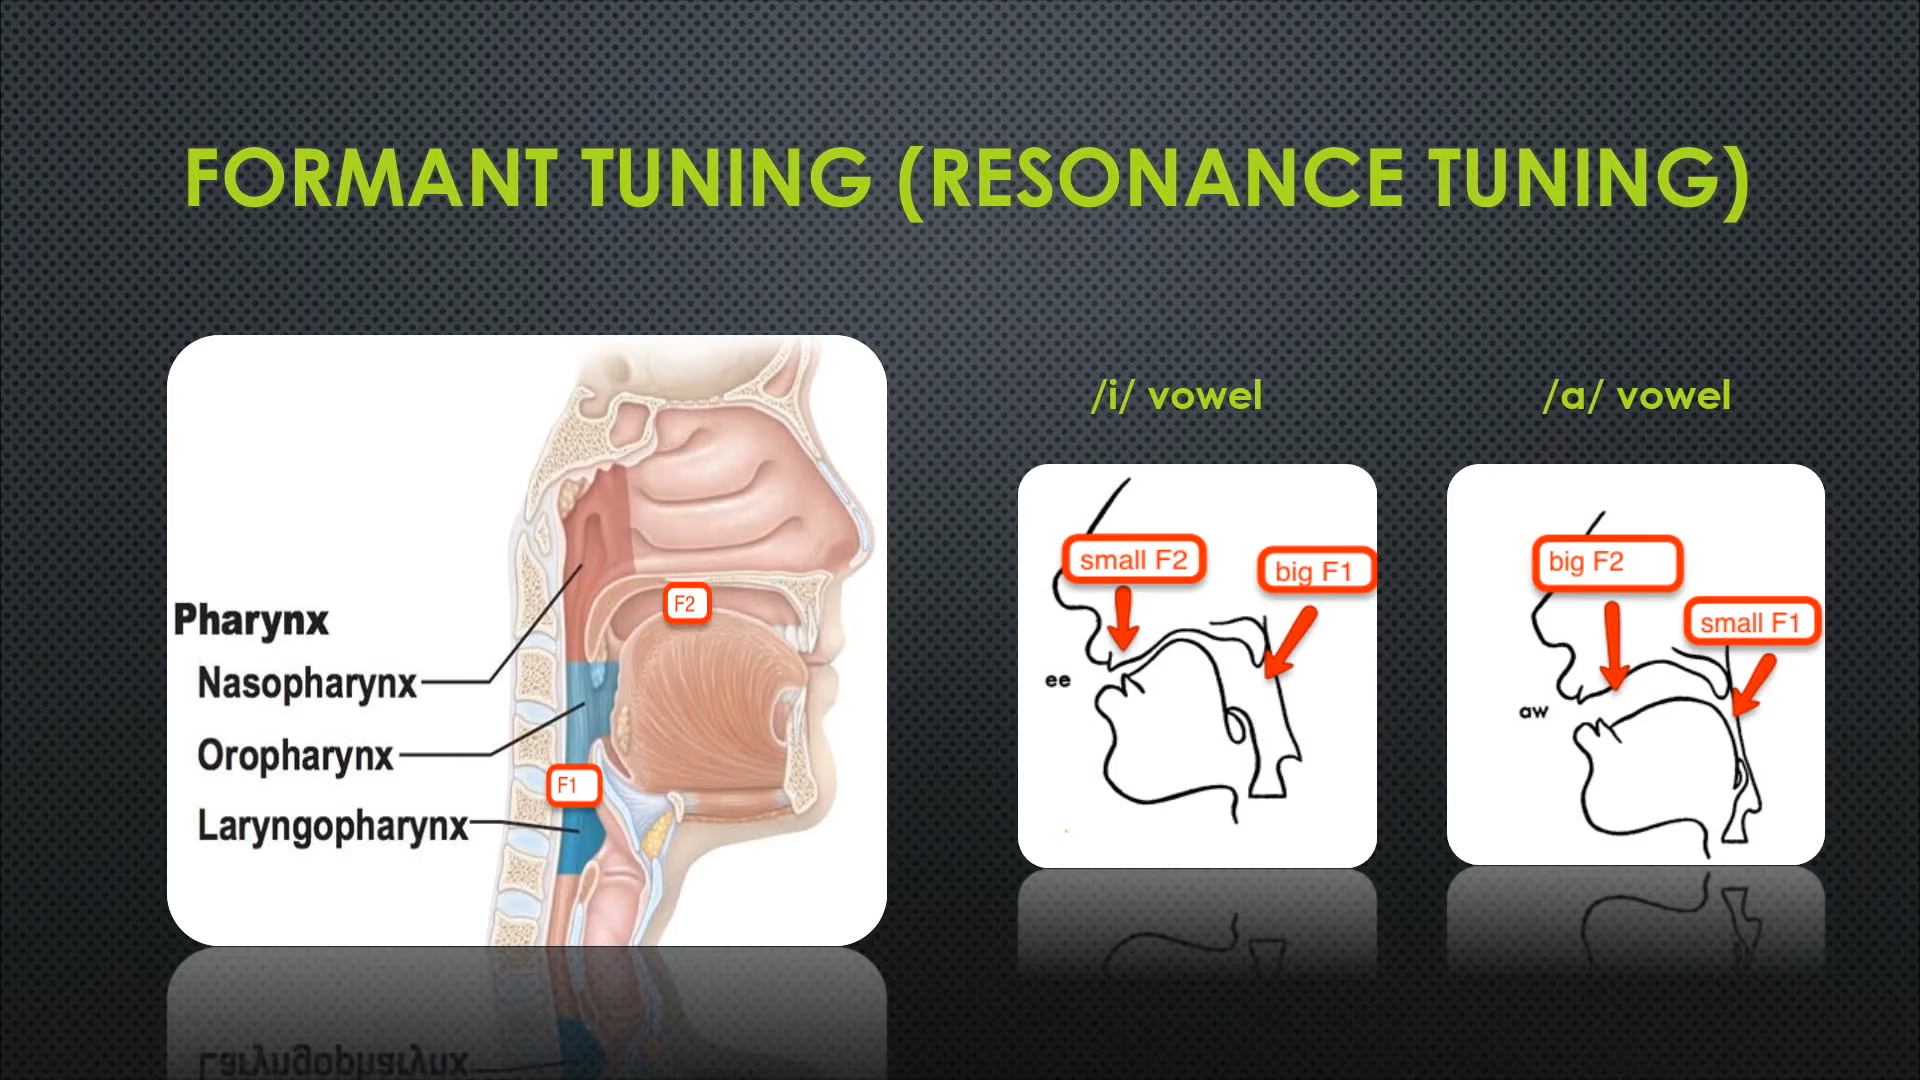 FORMANT TUNING (RESONANCE TUNING)
Pharynx
Nasopharynx
Oropharynx
Laryngopharynx
F2
F1
/i/ vowel
small F2
big F1
ee
/a/ vowel
big F2
small F1
aw